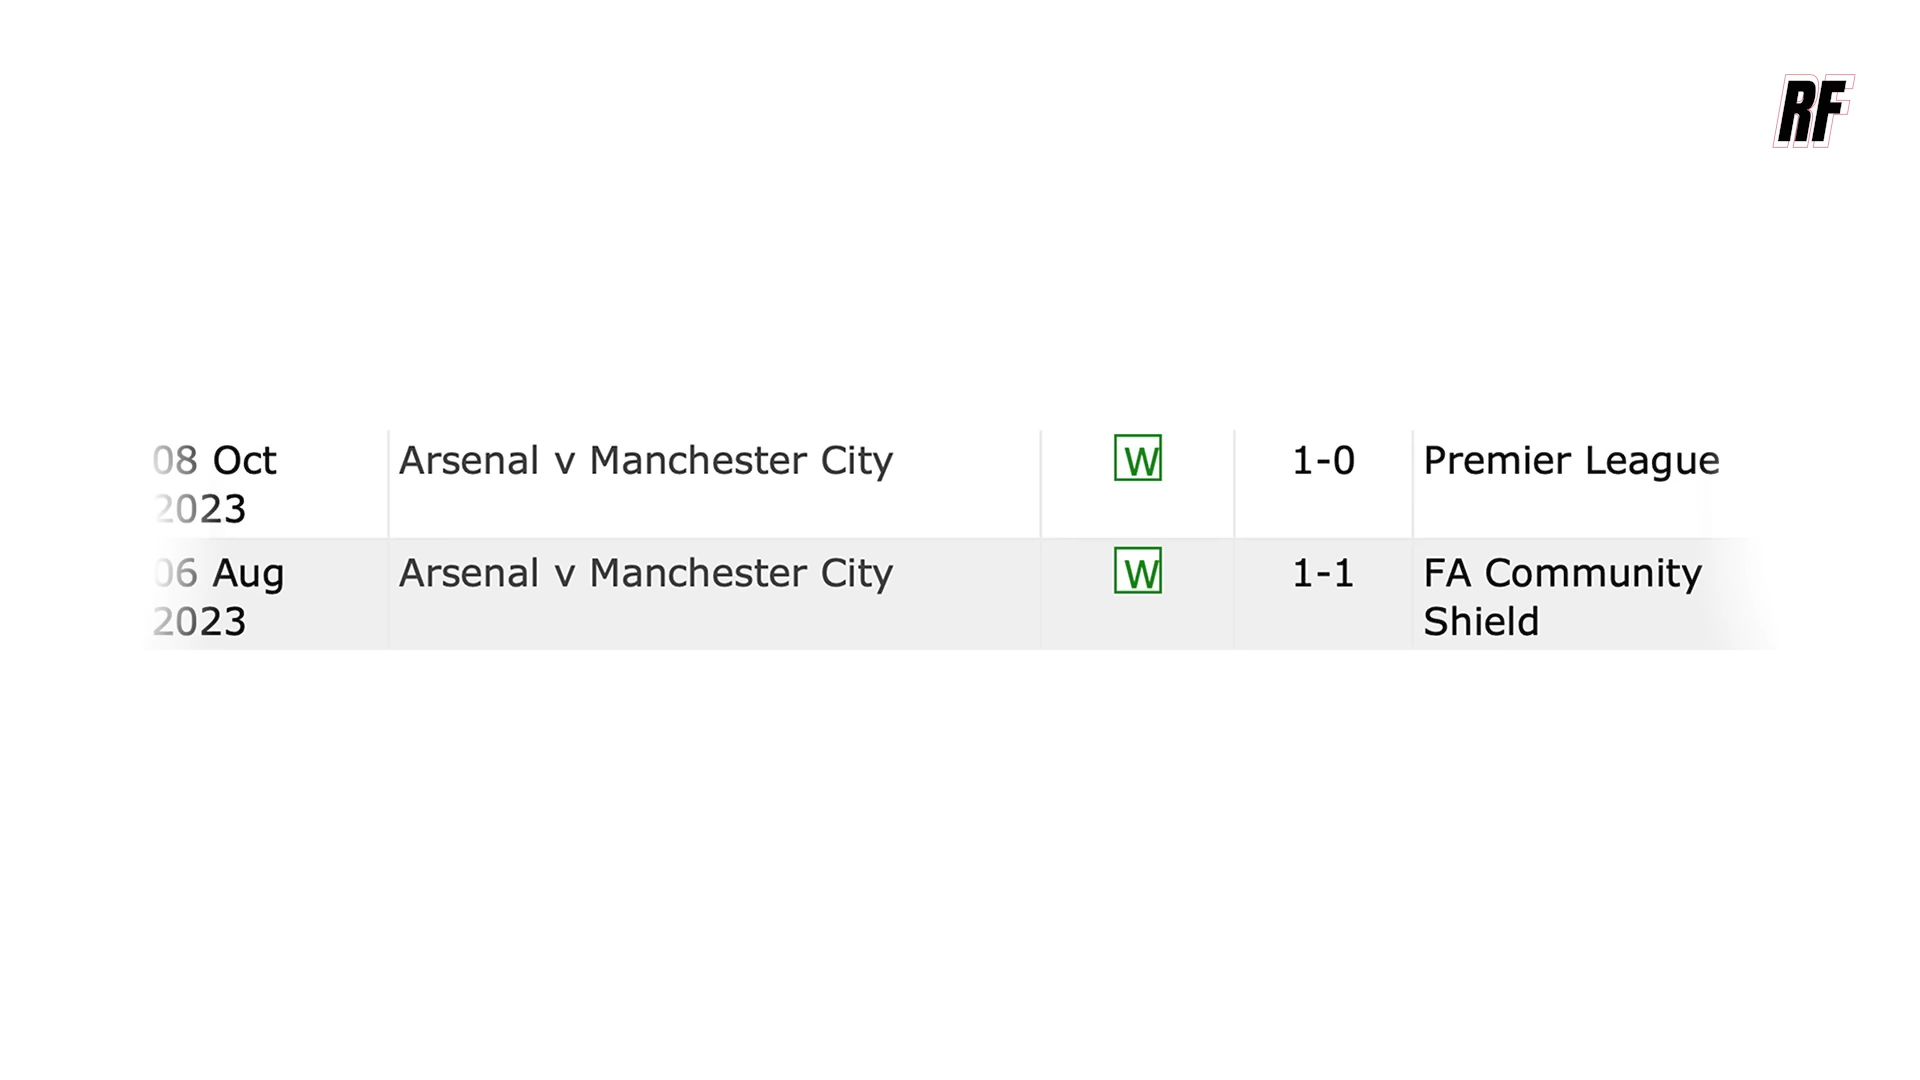 RF
08 Oct 2023 Arsenal v Manchester City W 1-0 Premier League
06 Aug 2023 Arsenal v Manchester City W 1-1 FA Community Shield